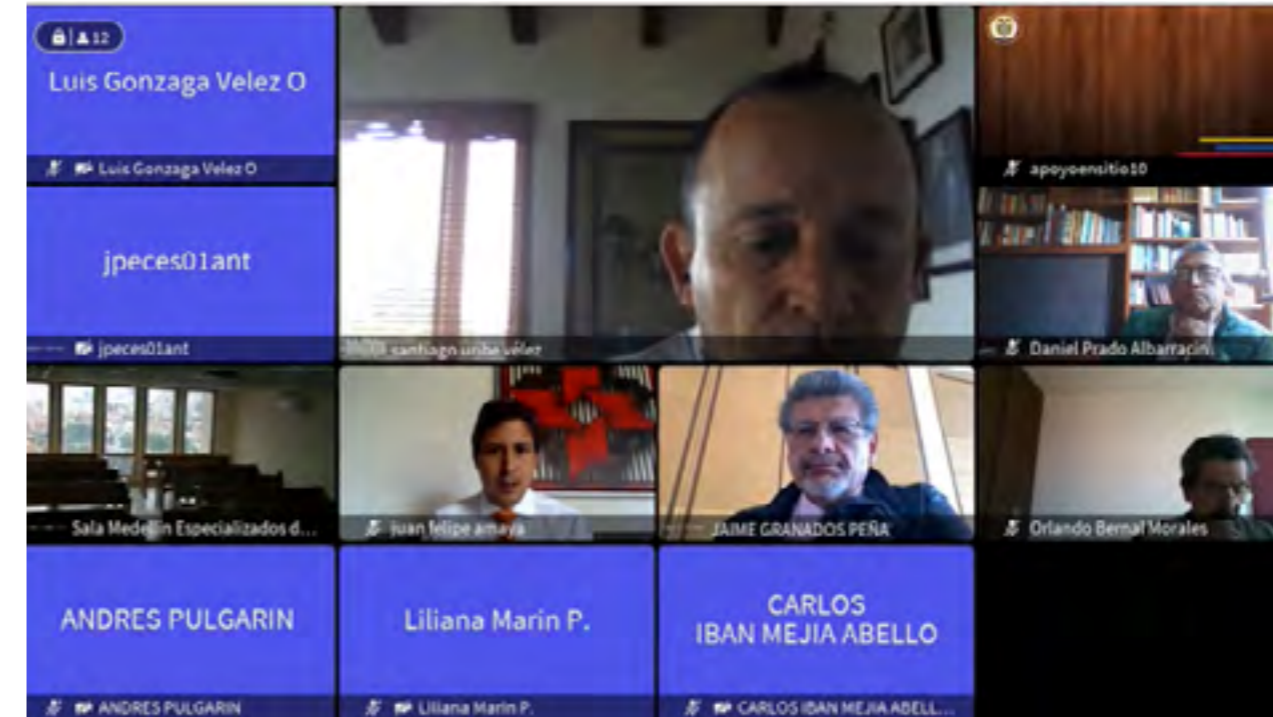 12
Luis Gonzaga Velez O
Luis Gonzaga Velez O
santiago uribe vélez
apoyoensitio10
jpeces01ant
jpeces01ant
Daniel Prado Albarracin
Sala Medellin Especializados d...
juan felipe amaya
JAIME GRANADOS PEÑA
Orlando Bernal Morales
ANDRES PULGARIN
ANDRES PULGARIN
Liliana Marin P.
Liliana Marin P.
CARLOS
IBAN MEJIA ABELLO
CARLOS IBAN MEJIA ABELL...